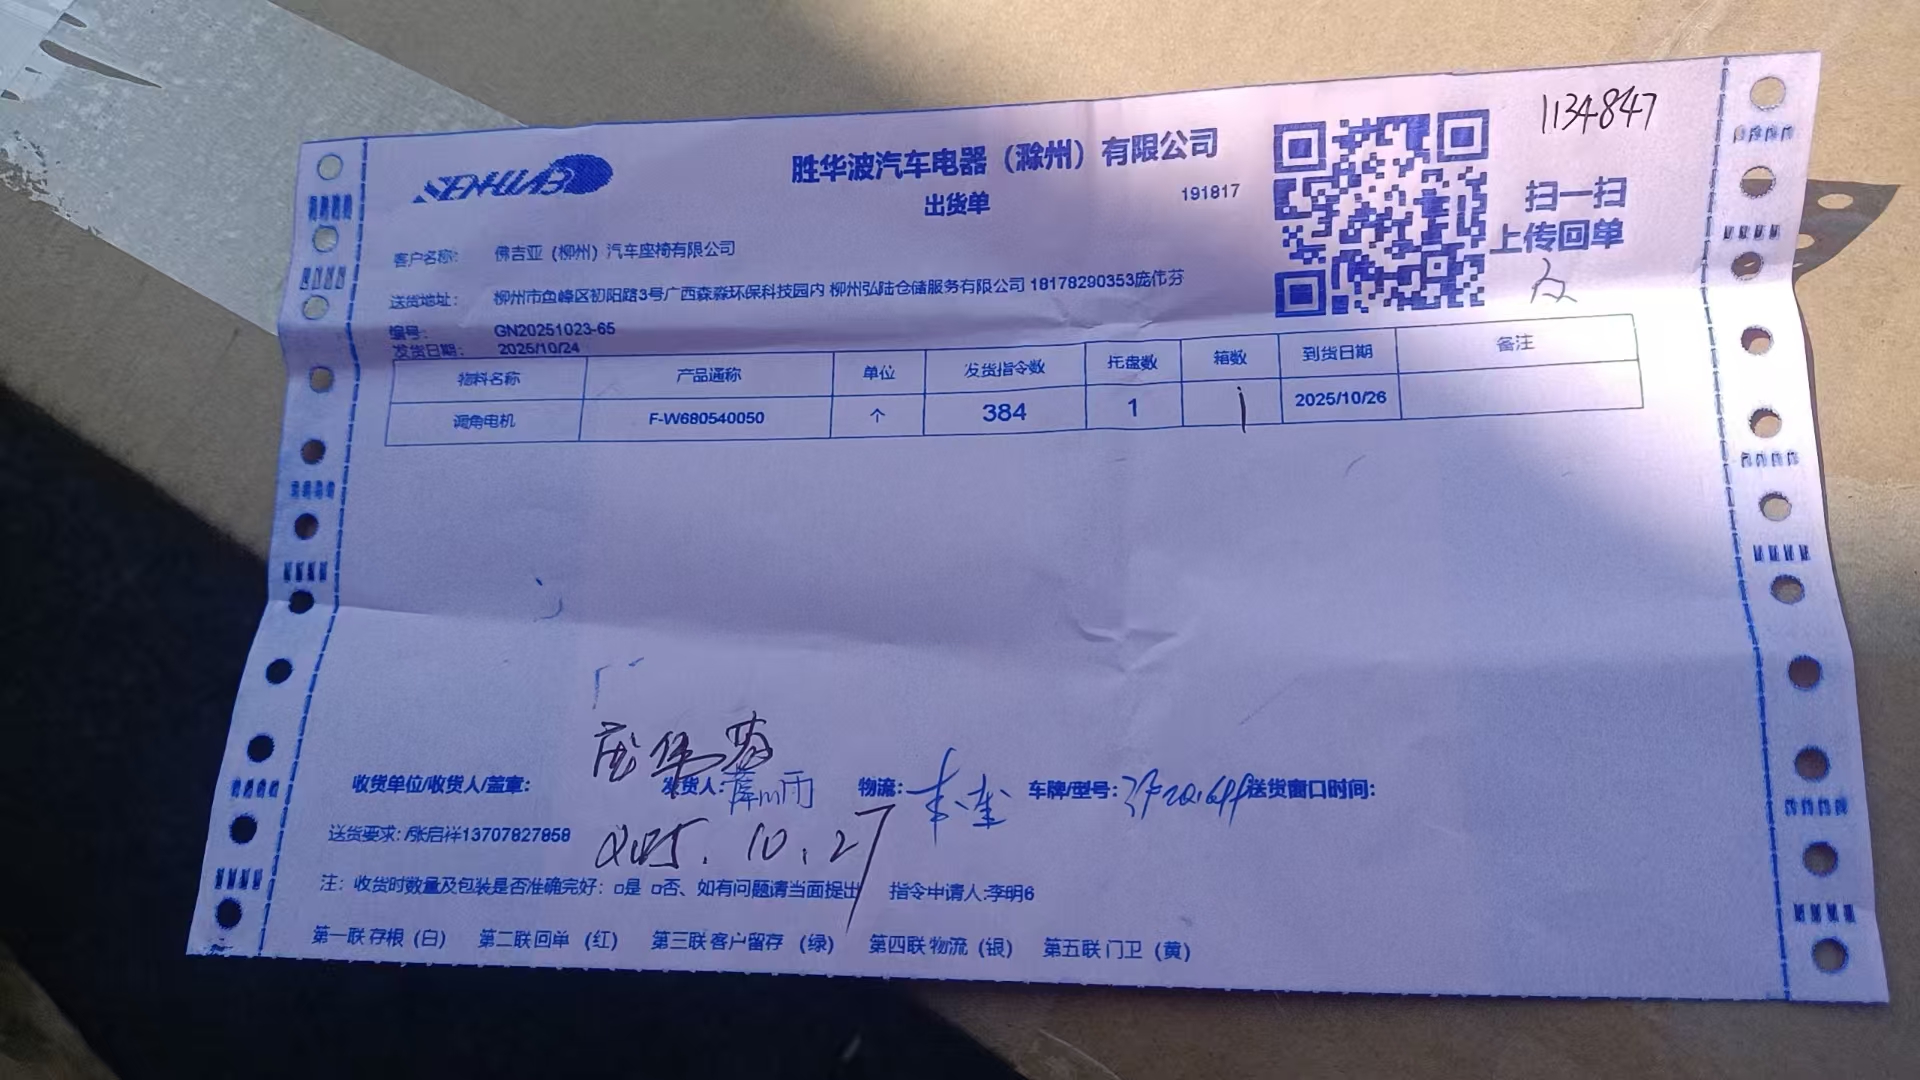 SENHWAB
胜华波汽车电器（滁州）有限公司
出货单
191817
1134847
扫一扫
上传回单
客户名称: 佛吉亚（柳州）汽车座椅有限公司
送货地址: 柳州市鱼峰区初阳路3号广西森淼环保科技园内 柳州弘陆仓储服务有限公司 18178290353庞伟芬
编号: GN20251023-65
发货日期: 2025/10/24
物料名称 产品通称 单位 发货指令数 托盘数 箱数 到货日期 备注
调角电机 F-W680540050 个 384 1 1 2025/10/26
庞伟芬
收货单位/收货人/盖章: 发货人: 物流: 车牌/型号: 送货窗口时间:
送货要求: /张启祥13707827858
2025.10.27
注: 收货时数量及包装是否准确完好: □是 □否、如有问题请当面提出 指令申请人:李明6
第一联存根（白） 第二联回单（红） 第三联客户留存（绿） 第四联物流（银） 第五联门卫（黄）